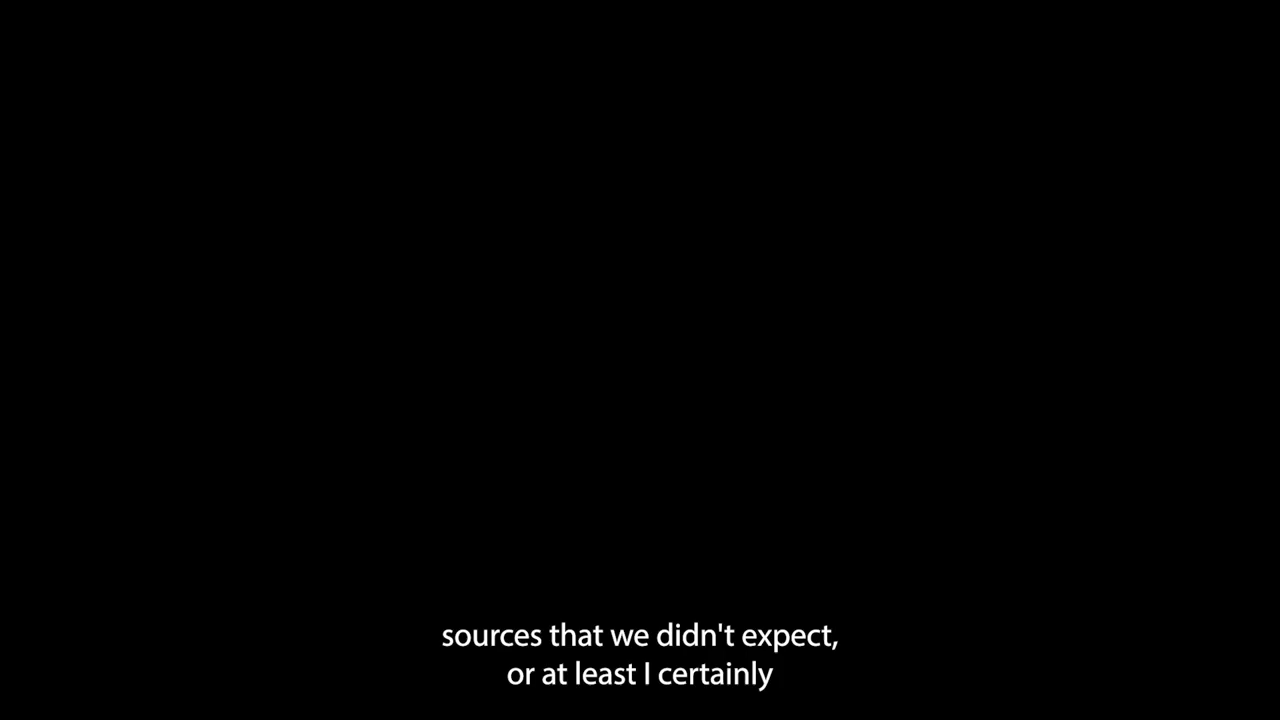 sources that we didn't expect,
or at least I certainly